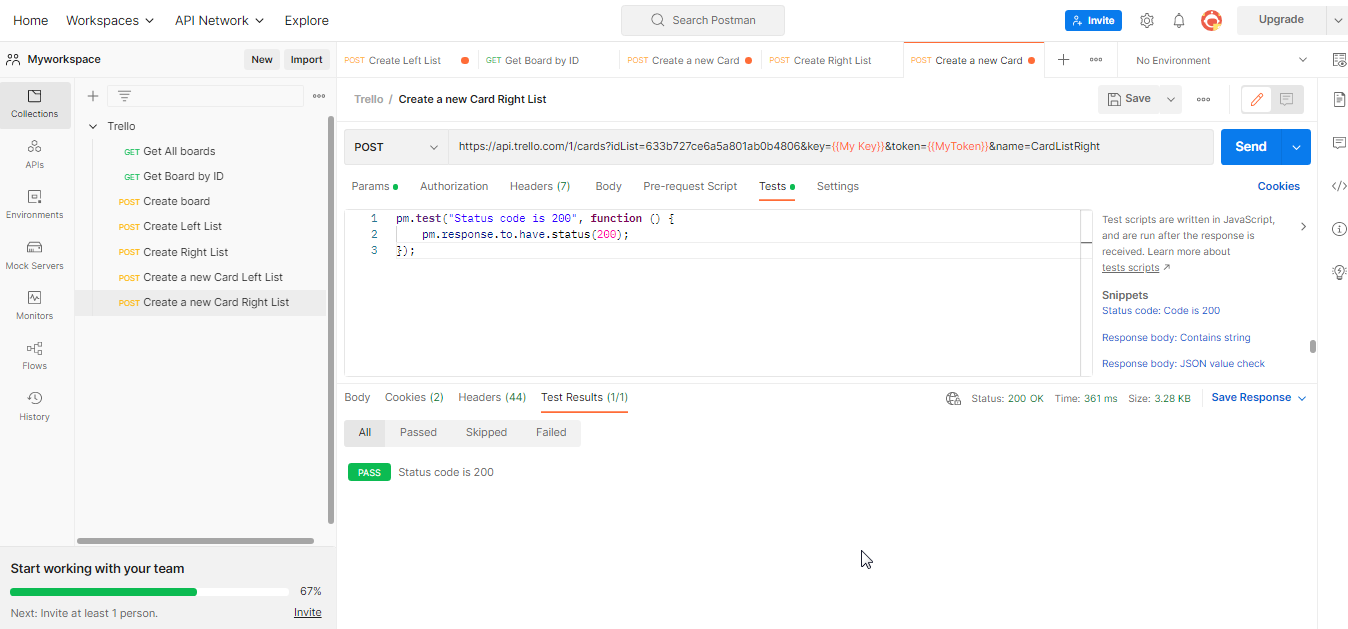 Home Workspaces API Network Explore Search Postman Invite Upgrade
Myworkspace New Import
POST Create Left List GET Get Board by ID POST Create a new Card POST Create Right List POST Create a new Card No Environment
Trello / Create a new Card Right List Save
Collections
APIs
Environments
Mock Servers
Monitors
Flows
History
Trello
GET Get All boards
GET Get Board by ID
POST Create board
POST Create Left List
POST Create Right List
POST Create a new Card Left List
POST Create a new Card Right List
Start working with your team
67%
Next: Invite at least 1 person. Invite
POST https://api.trello.com/1/cards?idList=633b727ce6a5a801ab0b4806&key={{My Key}}&token={{MyToken}}&name=CardListRight Send
Params Authorization Headers (7) Body Pre-request Script Tests Settings Cookies
1 pm.test("Status code is 200", function () {
2 pm.response.to.have.status(200);
3 });
Test scripts are written in JavaScript,
and are run after the response is
received. Learn more about
tests scripts ↗
Snippets
Status code: Code is 200
Response body: Contains string
Response body: JSON value check
Body Cookies (2) Headers (44) Test Results (1/1) Status: 200 OK Time: 361 ms Size: 3.28 KB Save Response
All Passed Skipped Failed
PASS Status code is 200